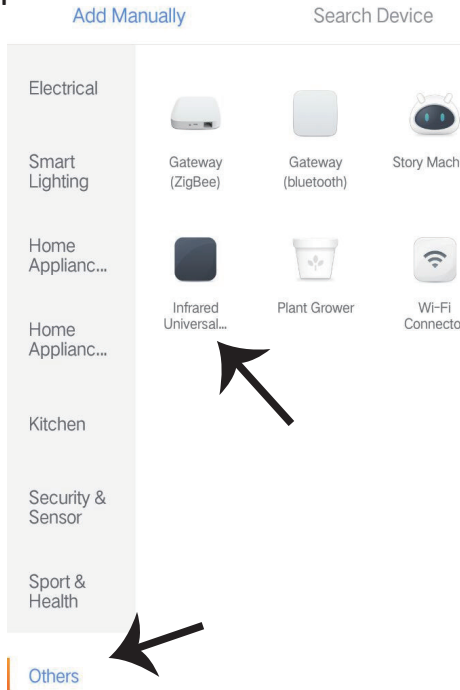 Add Manually
Search Device
Electrical
Smart
Lighting
Home
Applianc...
Home
Applianc...
Kitchen
Security &
Sensor
Sport &
Health
Others
Gateway
(ZigBee)
Gateway
(bluetooth)
Story Mach
Infrared
Universal...
Plant Grower
Wi-Fi
Connecto